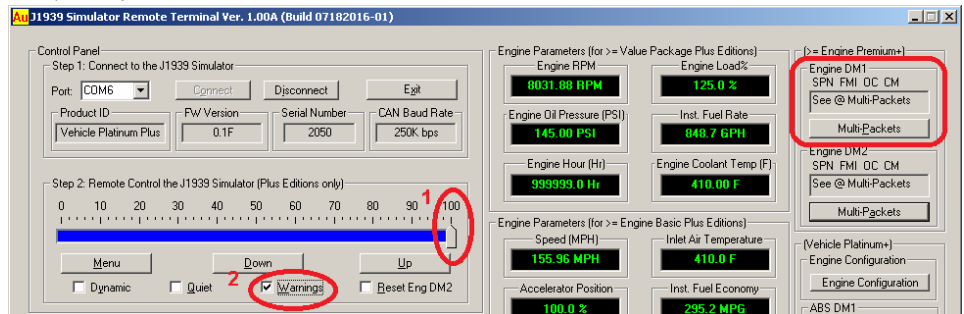 Au J1939 Simulator Remote Terminal Ver. 1.00A (Build 07182016-01)
Control Panel
Step 1: Connect to the J1939 Simulator
Port: COM6 Connect Disconnect Exit
Product ID FW Version Serial Number CAN Baud Rate
Vehicle Platinum Plus 0.1F 2050 250K bps
Step 2: Remote Control the J1939 Simulator (Plus Editions only)
0 10 20 30 40 50 60 70 80 90 100
1
Menu Down Up
Dynamic Quiet 2 Warnings Reset Eng DM2
Engine Parameters (for >= Value Package Plus Editions)
Engine RPM Engine Load%
8031.88 RPM 125.0 %
Engine Oil Pressure (PSI) Inst. Fuel Rate
145.00 PSI 848.7 GPH
Engine Hour (Hr) Engine Coolant Temp (F)
999999.0 Hr 410.00 F
Engine Parameters (for >= Engine Basic Plus Editions)
Speed (MPH) Inlet Air Temperature
155.96 MPH 410.0 F
Accelerator Position Inst. Fuel Economy
100.0 % 295.2 MPG
(>= Engine Premium+)
Engine DM1
SPN FMI OC CM
See @ Multi-Packets
Multi-Packets
Engine DM2
SPN FMI OC CM
See @ Multi-Packets
Multi-Packets
(Vehicle Platinum+)
Engine Configuration
Engine Configuration
ABS DM1